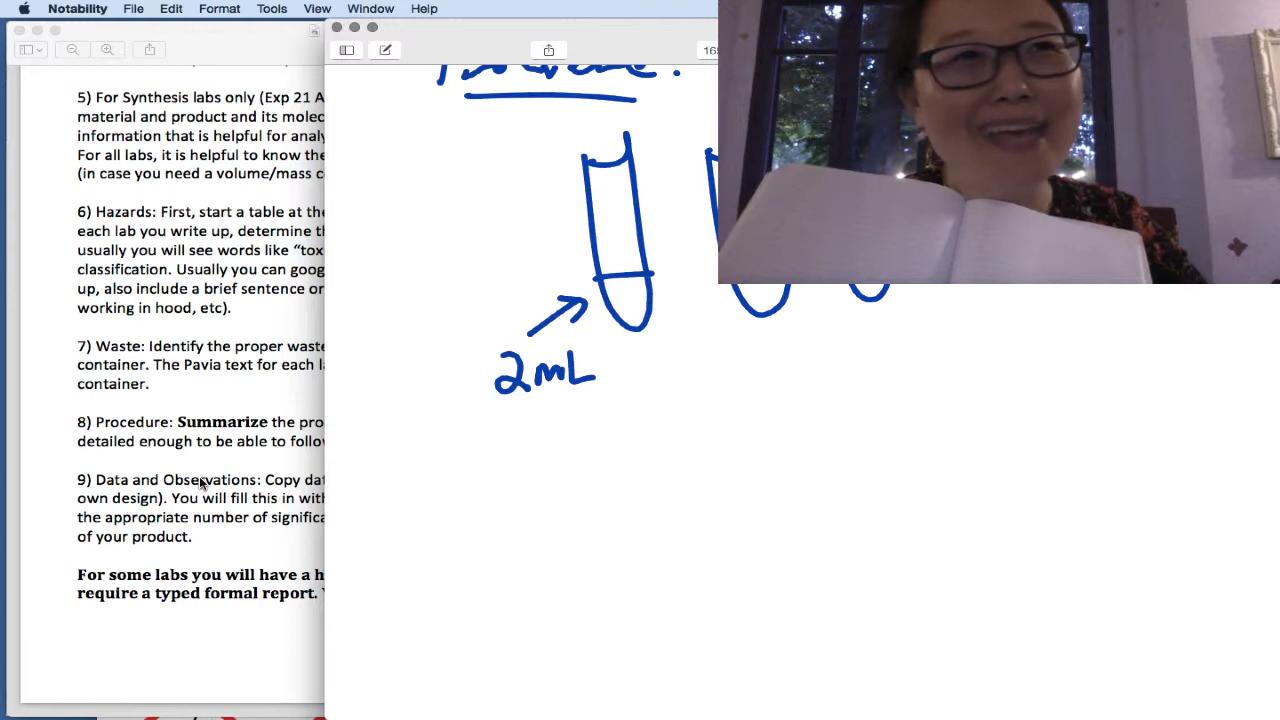 Notability File Edit Format Tools View Window Help
5) For Synthesis labs only (Exp 21 A
material and product and its molec
information that is helpful for analy
For all labs, it is helpful to know the
(in case you need a volume/mass c
6) Hazards: First, start a table at the
each lab you write up, determine th
usually you will see words like “tox
classification. Usually you can goog
up, also include a brief sentence or
working in hood, etc).
7) Waste: Identify the proper waste
container. The Pavia text for each la
container.
8) Procedure: Summarize the pro
detailed enough to be able to follo
9) Data and Observations: Copy dat
own design). You will fill this in with
the appropriate number of significa
of your product.
For some labs you will have a h
require a typed formal report. Y
2mL